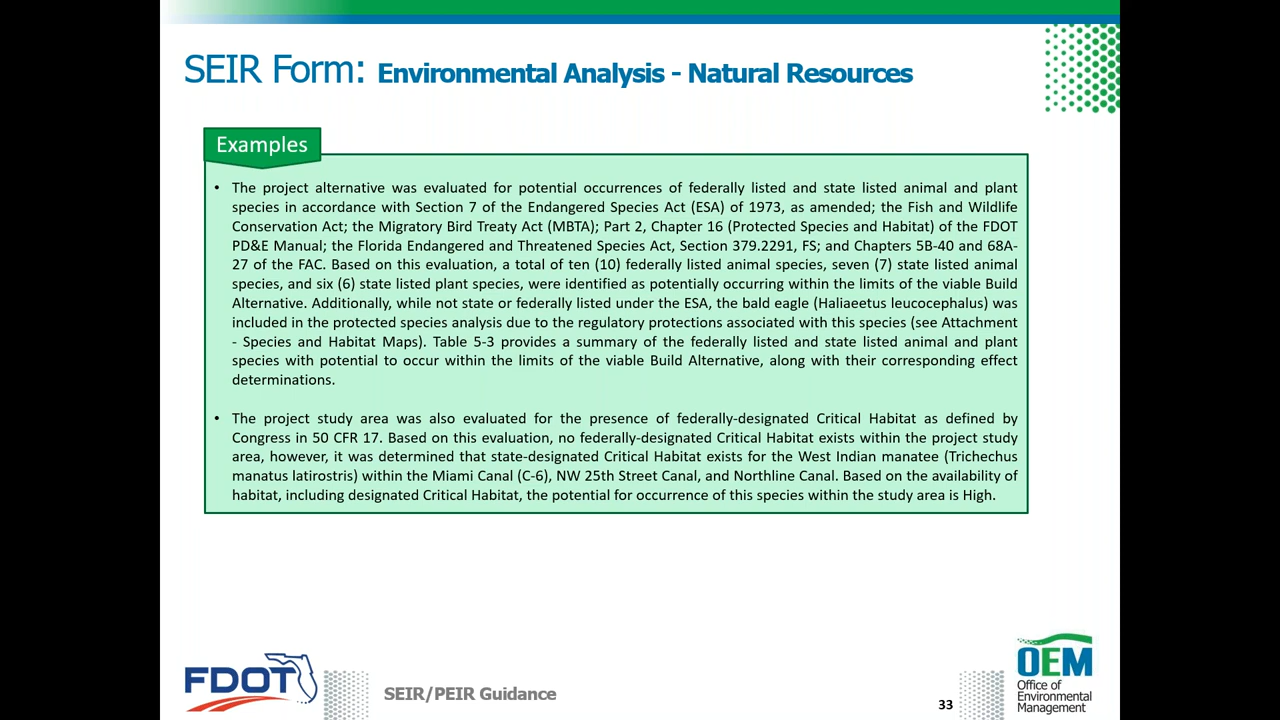 SEIR Form: Environmental Analysis - Natural Resources
Examples
• The project alternative was evaluated for potential occurrences of federally listed and state listed animal and plant
species in accordance with Section 7 of the Endangered Species Act (ESA) of 1973, as amended; the Fish and Wildlife
Conservation Act; the Migratory Bird Treaty Act (MBTA); Part 2, Chapter 16 (Protected Species and Habitat) of the FDOT
PD&E Manual; the Florida Endangered and Threatened Species Act, Section 379.2291, FS; and Chapters 5B-40 and 68A-
27 of the FAC. Based on this evaluation, a total of ten (10) federally listed animal species, seven (7) state listed animal
species, and six (6) state listed plant species, were identified as potentially occurring within the limits of the viable Build
Alternative. Additionally, while not state or federally listed under the ESA, the bald eagle (Haliaeetus leucocephalus) was
included in the protected species analysis due to the regulatory protections associated with this species (see Attachment
- Species and Habitat Maps). Table 5-3 provides a summary of the federally listed and state listed animal and plant
species with potential to occur within the limits of the viable Build Alternative, along with their corresponding effect
determinations.
• The project study area was also evaluated for the presence of federally-designated Critical Habitat as defined by
Congress in 50 CFR 17. Based on this evaluation, no federally-designated Critical Habitat exists within the project study
area, however, it was determined that state-designated Critical Habitat exists for the West Indian manatee (Trichechus
manatus latirostris) within the Miami Canal (C-6), NW 25th Street Canal, and Northline Canal. Based on the availability of
habitat, including designated Critical Habitat, the potential for occurrence of this species within the study area is High.
FDOT
SEIR/PEIR Guidance
33
OEM
Office of
Environmental
Management